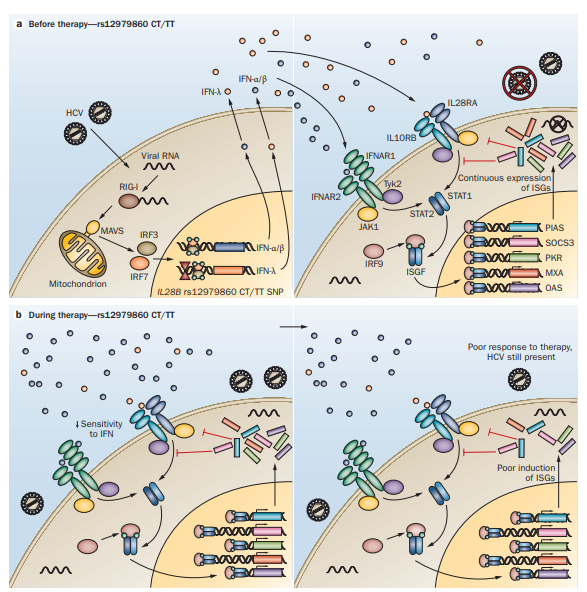 a Before therapy—rs12979860 CT/TT
IFN-λ
IFN-α/β
HCV
Viral RNA
RIG-I
MAVS
IRF3
IRF7
Mitochondrion
IFN-α/β
IFN-λ
IL28B rs12979860 CT/TT SNP
IL28RA
IL10RB
IFNAR1
IFNAR2
Tyk2
JAK1
STAT1
STAT2
IRF9
ISGF
Continuous expression
of ISGs
PIAS
SOCS3
PKR
MXA
OAS
b During therapy—rs12979860 CT/TT
↓ Sensitivity
to IFN
Poor response to therapy,
HCV still present
Poor induction
of ISGs